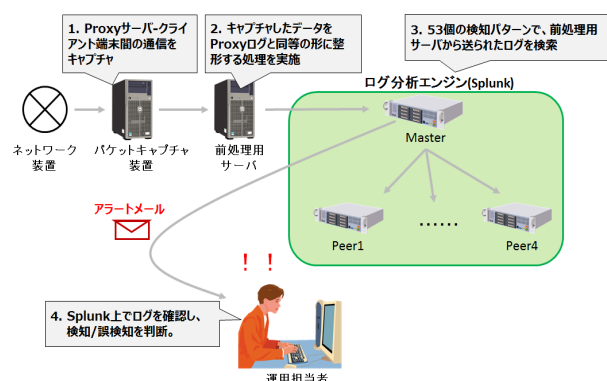 1. Proxyサーバ-クライ
アント端末間の通信を
キャプチャ
2. キャプチャしたデータを
Proxyログと同等の形に整
形する処理を実施
3. 53個の検知パターンで、前処理用
サーバから送られたログを検索
ログ分析エンジン(Splunk)
ネットワーク
装置
パケットキャプチャ
装置
前処理用
サーバ
Master
アラートメール
Peer1
......
Peer4
! !
4. Splunk上でログを確認し、
検知/誤検知を判断。
運用担当者